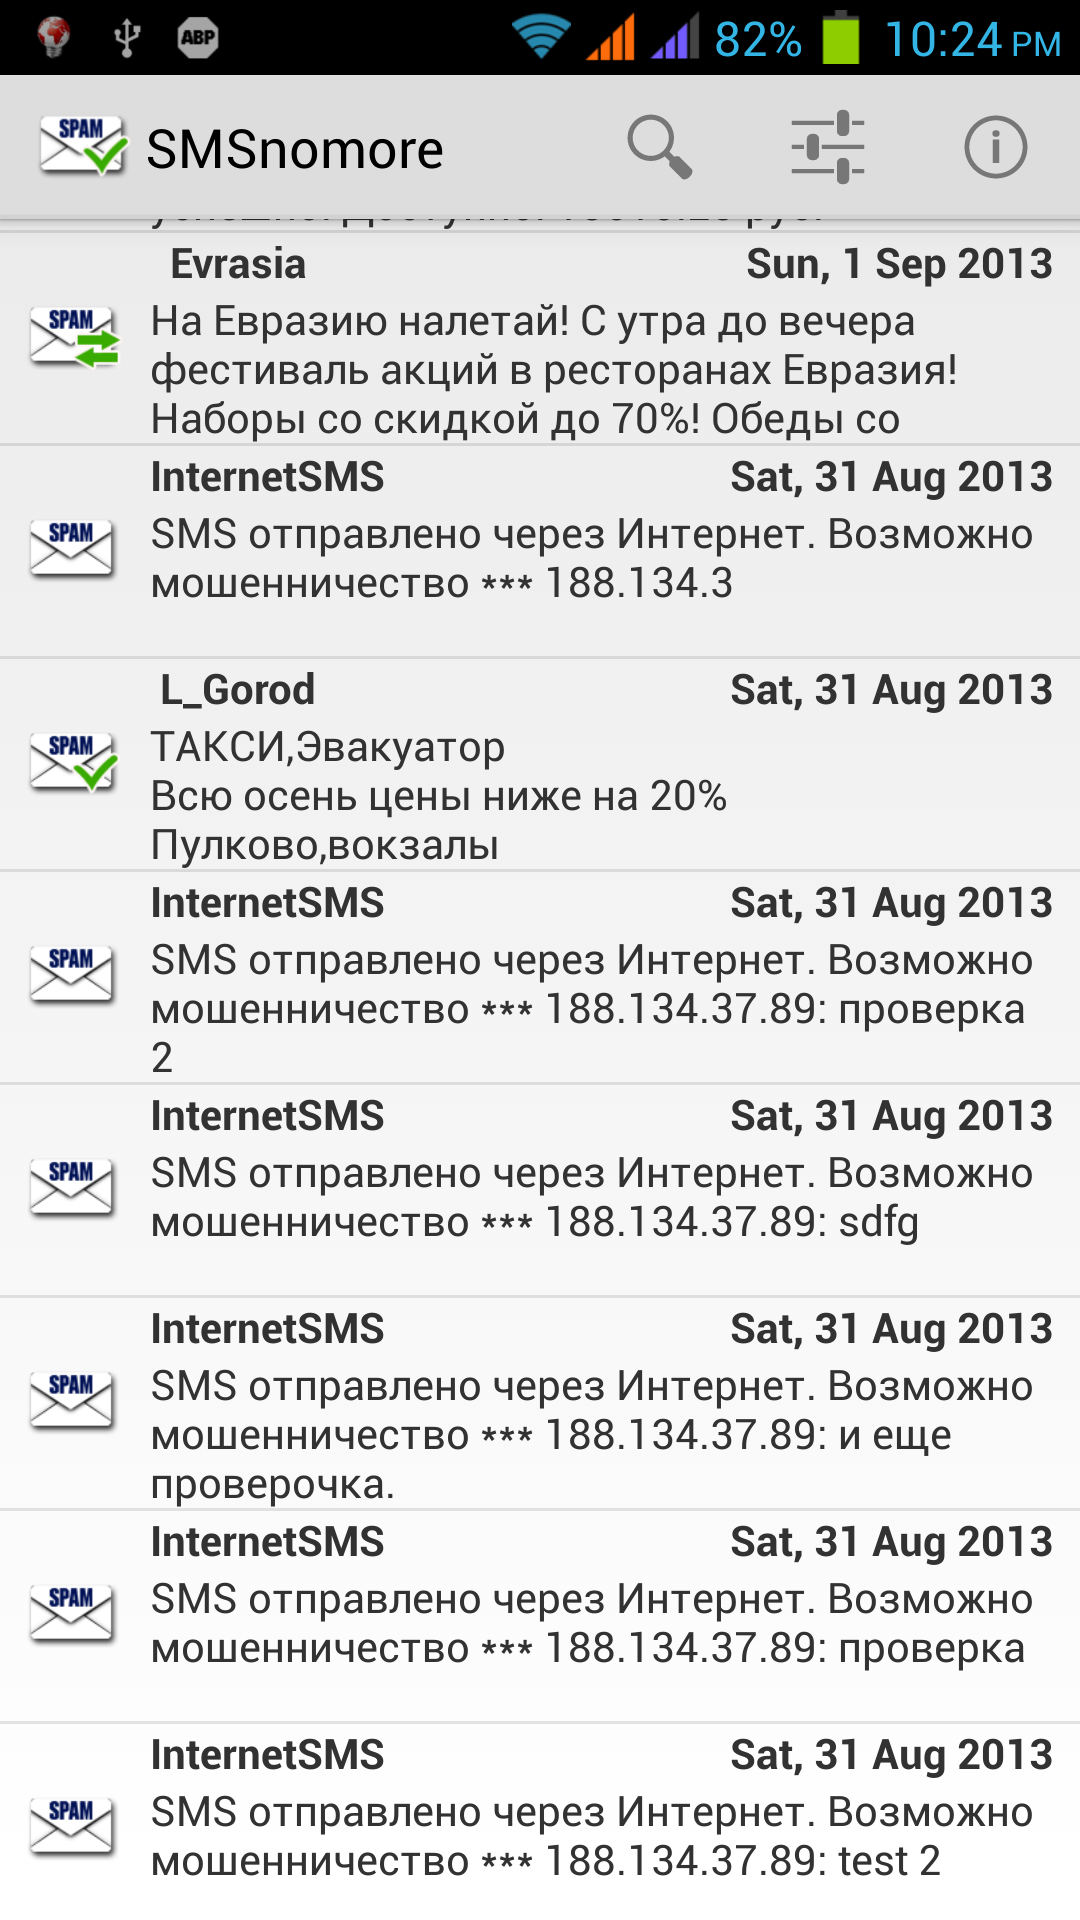 ABP 82% 10:24 PM
SPAM SMSnomore
Evrasia Sun, 1 Sep 2013
SPAM
На Евразию налетай! С утра до вечера
фестиваль акций в ресторанах Евразия!
Наборы со скидкой до 70%! Обеды со
InternetSMS Sat, 31 Aug 2013
SPAM
SMS отправлено через Интернет. Возможно
мошенничество *** 188.134.3
L_Gorod Sat, 31 Aug 2013
SPAM
ТАКСИ,Эвакуатор
Всю осень цены ниже на 20%
Пулково,вокзалы
InternetSMS Sat, 31 Aug 2013
SPAM
SMS отправлено через Интернет. Возможно
мошенничество *** 188.134.37.89: проверка
2
InternetSMS Sat, 31 Aug 2013
SPAM
SMS отправлено через Интернет. Возможно
мошенничество *** 188.134.37.89: sdfg
InternetSMS Sat, 31 Aug 2013
SPAM
SMS отправлено через Интернет. Возможно
мошенничество *** 188.134.37.89: и еще
проверочка.
InternetSMS Sat, 31 Aug 2013
SPAM
SMS отправлено через Интернет. Возможно
мошенничество *** 188.134.37.89: проверка
InternetSMS Sat, 31 Aug 2013
SPAM
SMS отправлено через Интернет. Возможно
мошенничество *** 188.134.37.89: test 2